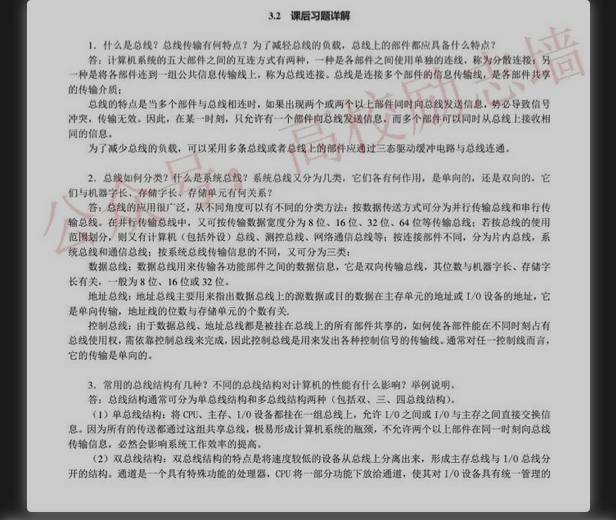 3.2 课后习题详解
1．什么是总线？总线传输有何特点？为了减轻总线的负载，总线上的部件都应具备什么特点？
答：计算机系统的五大部件之间的互连方式有两种，一种是各部件之间使用单独的连线，称为分散连接；另
一种是将各部件连到一组公共信息传输线上，称为总线连接。总线是连接多个部件的信息传输线，是各部件共享
的传输介质；
总线的特点是当多个部件与总线相连时，如果出现两个或两个以上部件同时向总线发送信息，势必导致信号
冲突，传输无效。因此，在某一时刻，只允许有一个部件向总线发送信息，而多个部件可以同时从总线上接收相
同的信息。
为了减少总线的负载，可以采用多条总线或者总线上的部件应通过三态驱动缓冲电路与总线连通。
2．总线如何分类？什么是系统总线？系统总线又分为几类，它们各有何作用，是单向的，还是双向的，它
们与机器字长、存储字长、存储单元有何关系？
答：总线的应用很广泛，从不同角度可以有不同的分类方法：按数据传送方式可分为并行传输总线和串行传
输总线。在并行传输总线中，又可按传输数据宽度分为 8 位、16 位、32 位、64 位等传输总线；若按总线的使用
范围划分，则又有计算机（包括外设）总线、测控总线、网络通信总线等；按连接部件不同，分为片内总线，系
统总线和通信总线；按系统总线传输信息的不同，又可分为三类；
数据总线：数据总线用来传输各功能部件之间的数据信息，它是双向传输总线，其位数与机器字长、存储字
长有关，一般为 8 位、16 位或 32 位。
地址总线：地址总线主要用来指出数据总线上的源数据或目的数据在主存单元的地址或 I/O 设备的地址，它
是单向传输，地址线的位数与存储单元的个数有关.
控制总线：由于数据总线、地址总线都是被挂在总线上的所有部件共享的，如何使各部件能在不同时刻占有
总线使用权，需依靠控制总线来完成，因此控制总线是用来发出各种控制信号的传输线。通常对任一控制线而言，
它的传输是单向的。
3．常用的总线结构有几种？不同的总线结构对计算机的性能有什么影响？举例说明。
答：总线结构通常可分为单总线结构和多总线结构两种（包括双、三、四总线结构）。
（1）单总线结构：将 CPU、主存、I/O 设备都挂在一组总线上，允许 I/O 之间或 I/O 与主存之间直接交换信
息。因为所有的传送都通过这组共享总线，极易形成计算机系统的瓶颈，不允许两个以上部件在同一时刻向总线
传输信息，必然会影响系统工作效率的提高。
（2）双总线结构：双总线结构的特点是将速度较低的设备从总线上分离出来，形成主存总线与 I/O 总线分
开的结构。通道是一个具有特殊功能的处理器，CPU 将一部分功能下放给通道，使其对 I/O 设备具有统一管理的
公众号：高校励志墙